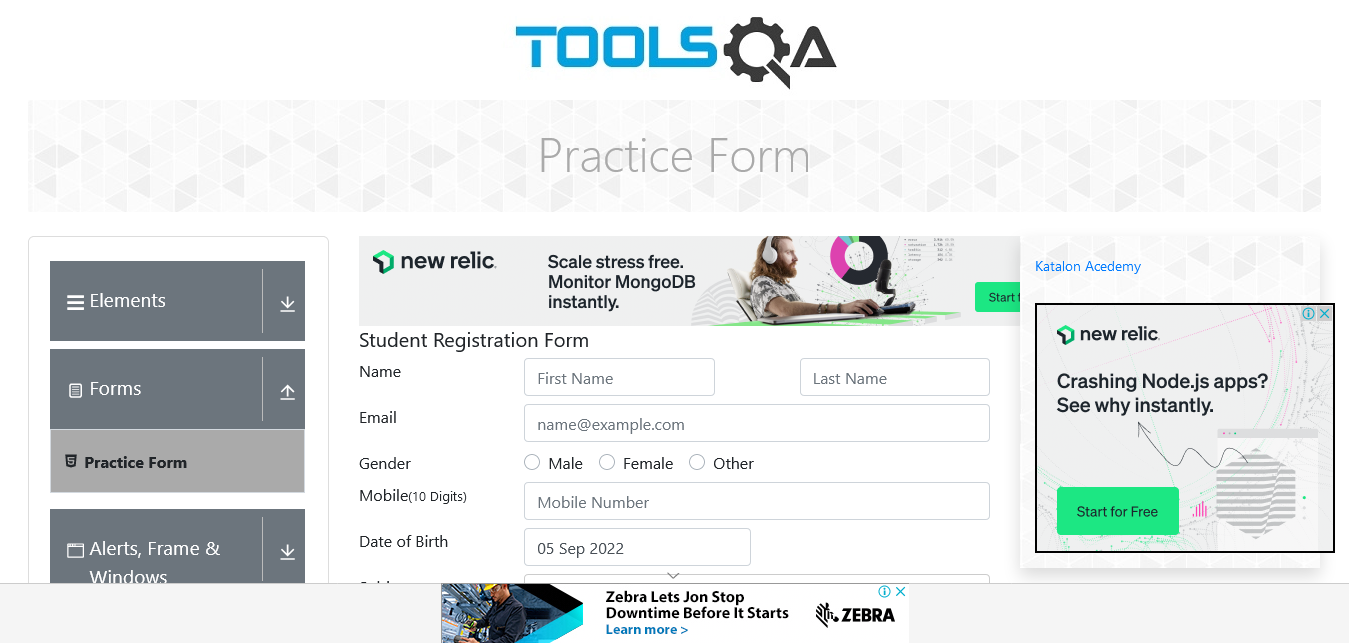 TOOLSQA
Practice Form
Elements
Forms
Practice Form
Alerts, Frame &
Windows
new relic.
Scale stress free.
Monitor MongoDB
instantly.
Student Registration Form
Name
First Name
Last Name
Email
name@example.com
Gender
Male
Female
Other
Mobile(10 Digits)
Mobile Number
Date of Birth
05 Sep 2022
Katalon Acedemy
new relic.
Crashing Node.js apps?
See why instantly.
Start for Free
Zebra Lets Jon Stop
Downtime Before It Starts
Learn more >
ZEBRA